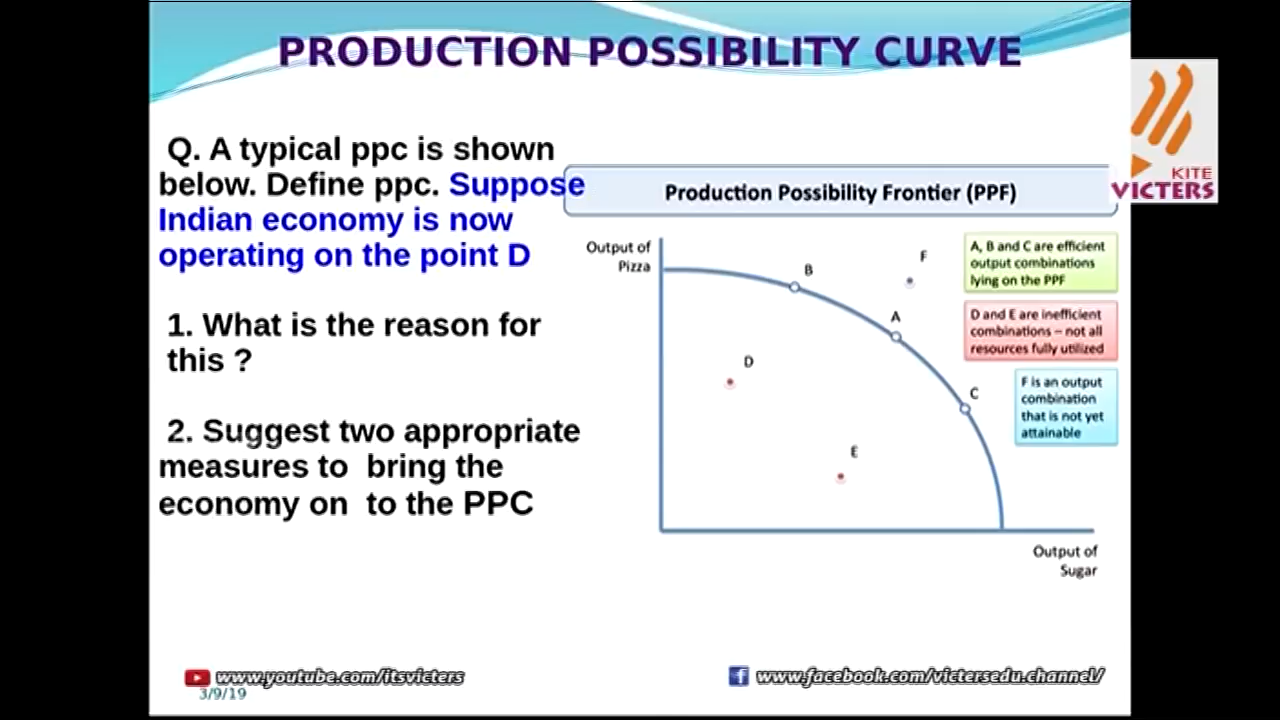 PRODUCTION POSSIBILITY CURVE
KITE
VICTERS
Q. A typical ppc is shown
below. Define ppc. Suppose
Indian economy is now
operating on the point D
1. What is the reason for
this ?
2. Suggest two appropriate
measures to  bring the
economy on  to the PPC
Production Possibility Frontier (PPF)
Output of
Pizza
B
F
A
D
C
E
A, B and C are efficient
output combinations
lying on the PPF
D and E are inefficient
combinations – not all
resources fully utilized
F is an output
combination
that is not yet
attainable
Output of
Sugar
www.youtube.com/itsvicters
3/9/19
www.facebook.com/victersedu.channel/